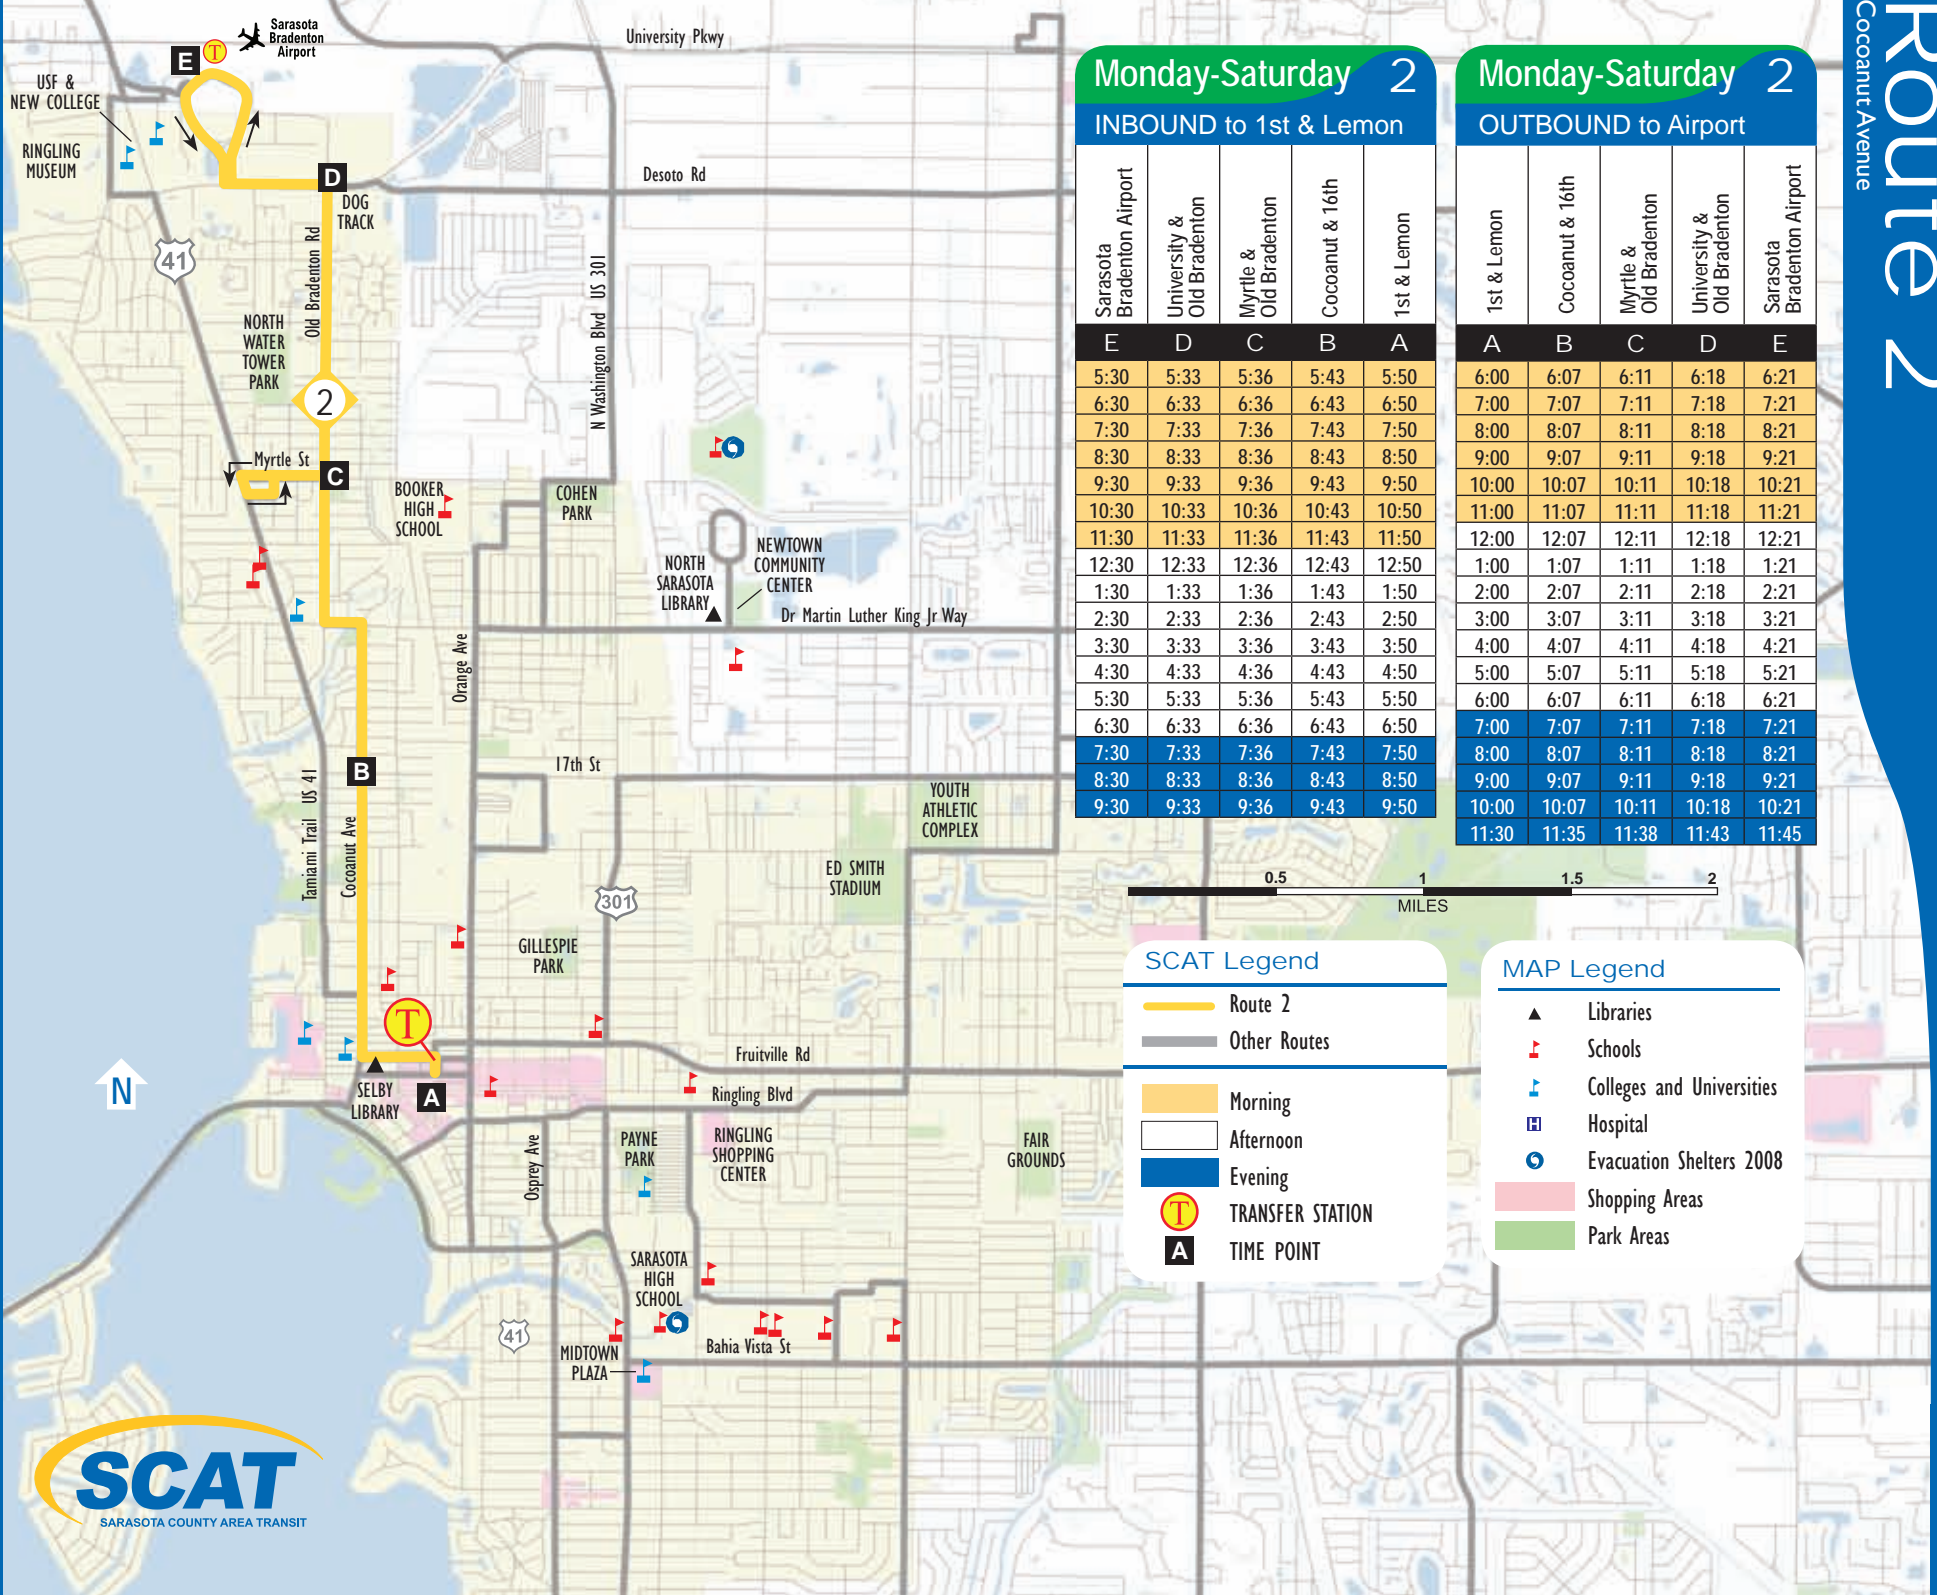 Route 2
Cocoanut Avenue
Sarasota
Bradenton
Airport
E
T
University Pkwy
USF &
NEW COLLEGE
RINGLING
MUSEUM
D
DOG
TRACK
Desoto Rd
41
Old Bradenton Rd
N Washington Blvd US 301
NORTH
WATER
TOWER
PARK
2
Myrtle St
C
BOOKER
HIGH
SCHOOL
COHEN
PARK
NORTH
SARASOTA
LIBRARY
NEWTOWN
COMMUNITY
CENTER
Dr Martin Luther King Jr Way
Orange Ave
17th St
B
Tamiami Trail US 41
Cocoanut Ave
YOUTH
ATHLETIC
COMPLEX
ED SMITH
STADIUM
301
GILLESPIE
PARK
T
Fruitville Rd
Ringling Blvd
SELBY
LIBRARY
A
N
Osprey Ave
PAYNE
PARK
RINGLING
SHOPPING
CENTER
FAIR
GROUNDS
SARASOTA
HIGH
SCHOOL
41
MIDTOWN
PLAZA
Bahia Vista St
SCAT
SARASOTA COUNTY AREA TRANSIT
Monday-Saturday 2
INBOUND to 1st & Lemon
Sarasota
Bradenton Airport
University &
Old Bradenton
Myrtle &
Old Bradenton
Cocoanut & 16th
1st & Lemon
E D C B A
5:30 5:33 5:36 5:43 5:50
6:30 6:33 6:36 6:43 6:50
7:30 7:33 7:36 7:43 7:50
8:30 8:33 8:36 8:43 8:50
9:30 9:33 9:36 9:43 9:50
10:30 10:33 10:36 10:43 10:50
11:30 11:33 11:36 11:43 11:50
12:30 12:33 12:36 12:43 12:50
1:30 1:33 1:36 1:43 1:50
2:30 2:33 2:36 2:43 2:50
3:30 3:33 3:36 3:43 3:50
4:30 4:33 4:36 4:43 4:50
5:30 5:33 5:36 5:43 5:50
6:30 6:33 6:36 6:43 6:50
7:30 7:33 7:36 7:43 7:50
8:30 8:33 8:36 8:43 8:50
9:30 9:33 9:36 9:43 9:50
Monday-Saturday 2
OUTBOUND to Airport
1st & Lemon
Cocoanut & 16th
Myrtle &
Old Bradenton
University &
Old Bradenton
Sarasota
Bradenton Airport
A B C D E
6:00 6:07 6:11 6:18 6:21
7:00 7:07 7:11 7:18 7:21
8:00 8:07 8:11 8:18 8:21
9:00 9:07 9:11 9:18 9:21
10:00 10:07 10:11 10:18 10:21
11:00 11:07 11:11 11:18 11:21
12:00 12:07 12:11 12:18 12:21
1:00 1:07 1:11 1:18 1:21
2:00 2:07 2:11 2:18 2:21
3:00 3:07 3:11 3:18 3:21
4:00 4:07 4:11 4:18 4:21
5:00 5:07 5:11 5:18 5:21
6:00 6:07 6:11 6:18 6:21
7:00 7:07 7:11 7:18 7:21
8:00 8:07 8:11 8:18 8:21
9:00 9:07 9:11 9:18 9:21
10:00 10:07 10:11 10:18 10:21
11:30 11:35 11:38 11:43 11:45
0.5 1 1.5 2
MILES
SCAT Legend
Route 2
Other Routes
Morning
Afternoon
Evening
T TRANSFER STATION
A TIME POINT
MAP Legend
Libraries
Schools
Colleges and Universities
H Hospital
Evacuation Shelters 2008
Shopping Areas
Park Areas